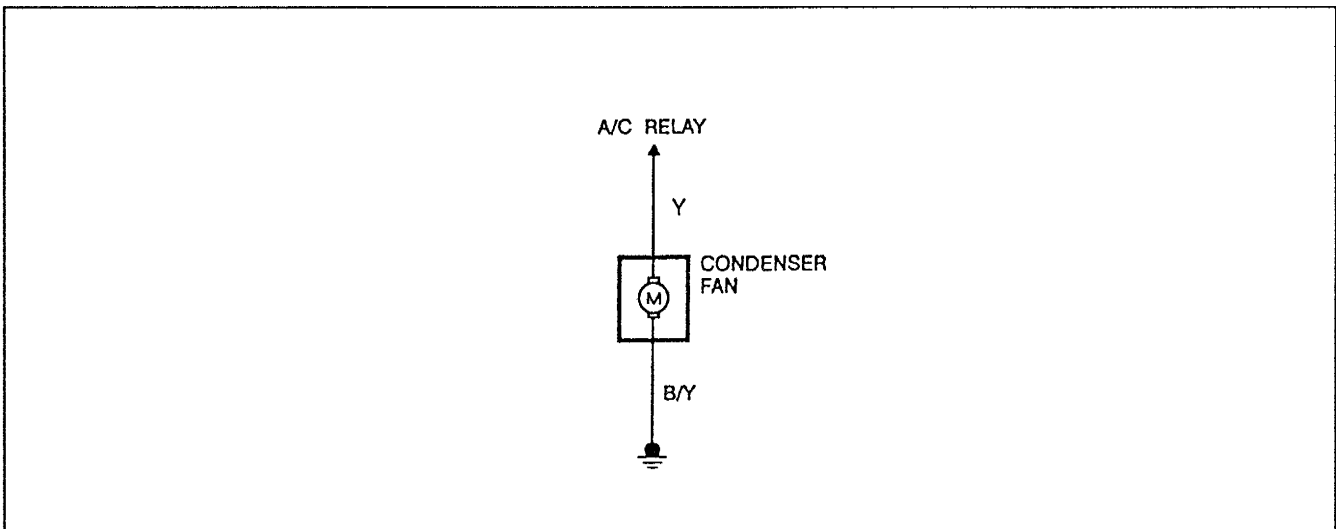 A/C RELAY
Y
CONDENSER
FAN
M
B/Y